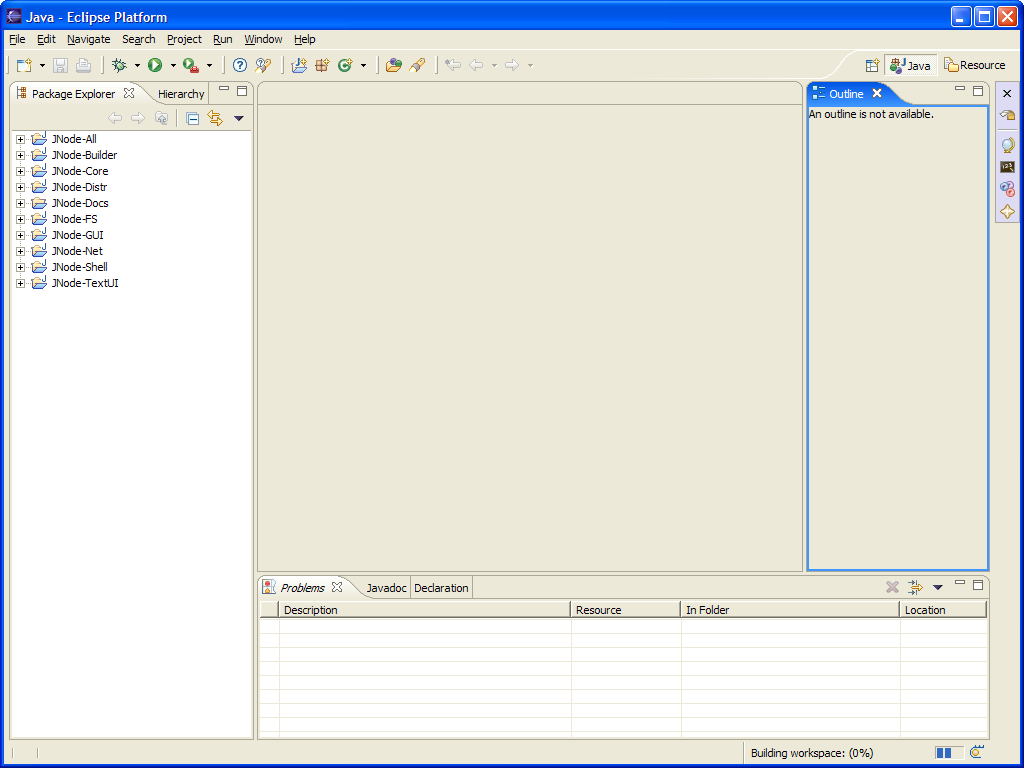 Java - Eclipse Platform
File Edit Navigate Search Project Run Window Help
Java Resource
Package Explorer Hierarchy
Outline
An outline is not available.
JNode-All
JNode-Builder
JNode-Core
JNode-Distr
JNode-Docs
JNode-FS
JNode-GUI
JNode-Net
JNode-Shell
JNode-TextUI
Problems Javadoc Declaration
Description Resource In Folder Location
Building workspace: (0%)